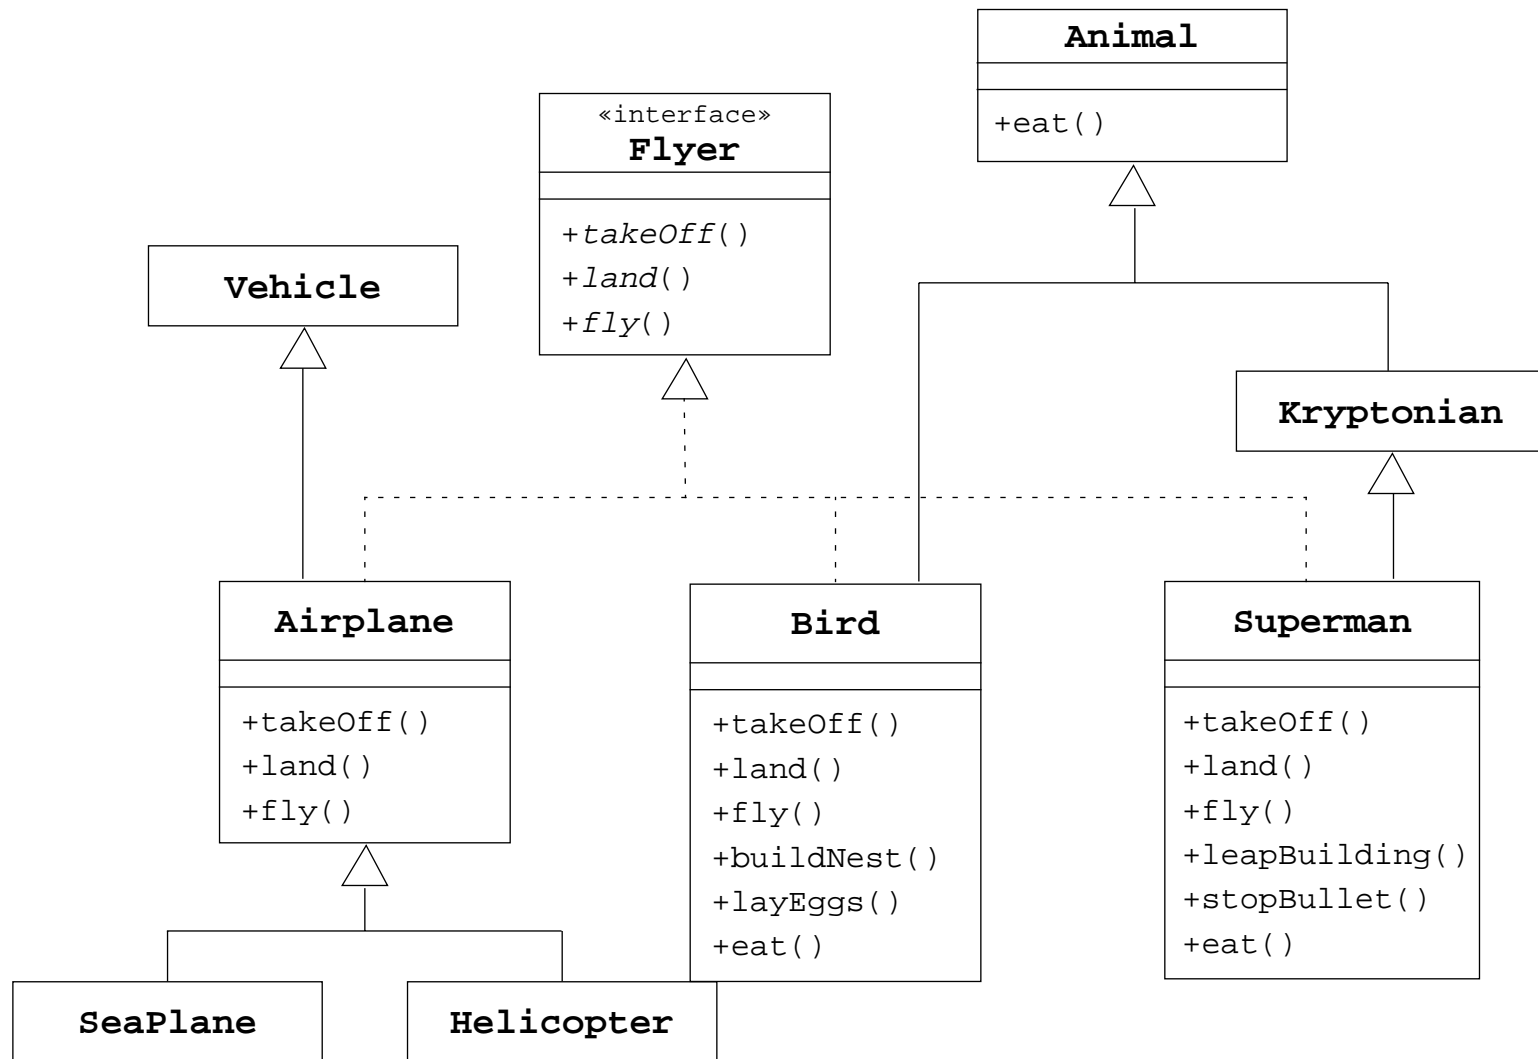 Animal
+eat()
«interface»
Flyer
+takeOff()
+land()
+fly()
Vehicle
Kryptonian
Airplane
+takeOff()
+land()
+fly()
Bird
+takeOff()
+land()
+fly()
+buildNest()
+layEggs()
+eat()
Superman
+takeOff()
+land()
+fly()
+leapBuilding()
+stopBullet()
+eat()
SeaPlane
Helicopter